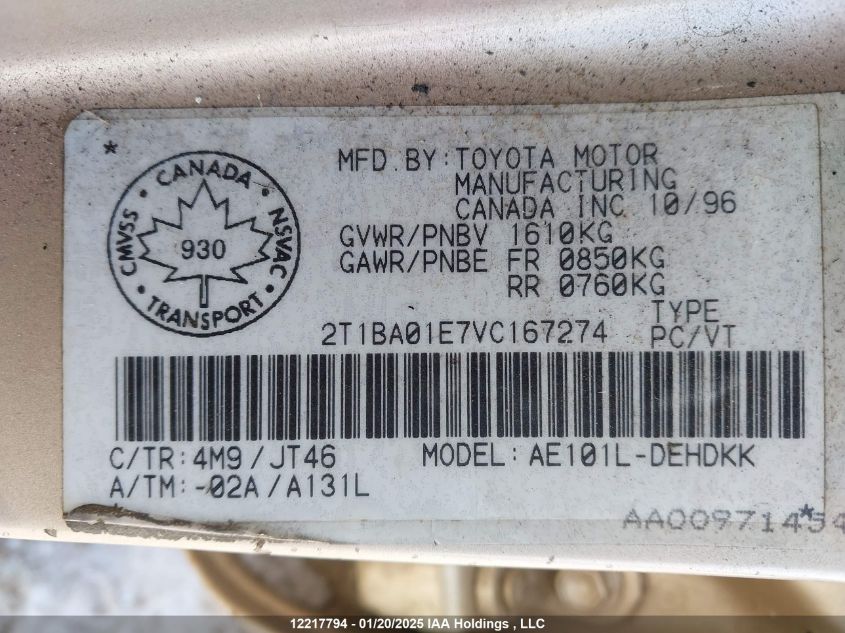 *
CANADA
CMVSS · NSVAC
930
TRANSPORT
MFD.BY:TOYOTA MOTOR
MANUFACTURING
CANADA INC 10/96
GVWR/PNBV 1610KG
GAWR/PNBE FR 0850KG
RR 0760KG
TYPE
2T1BA01E7VC167274 PC/VT
C/TR:4M9/JT46 MODEL:AE101L-DEHDKK
A/TM:-02A/A131L
*
12217794 - 01/20/2025 IAA Holdings , LLC